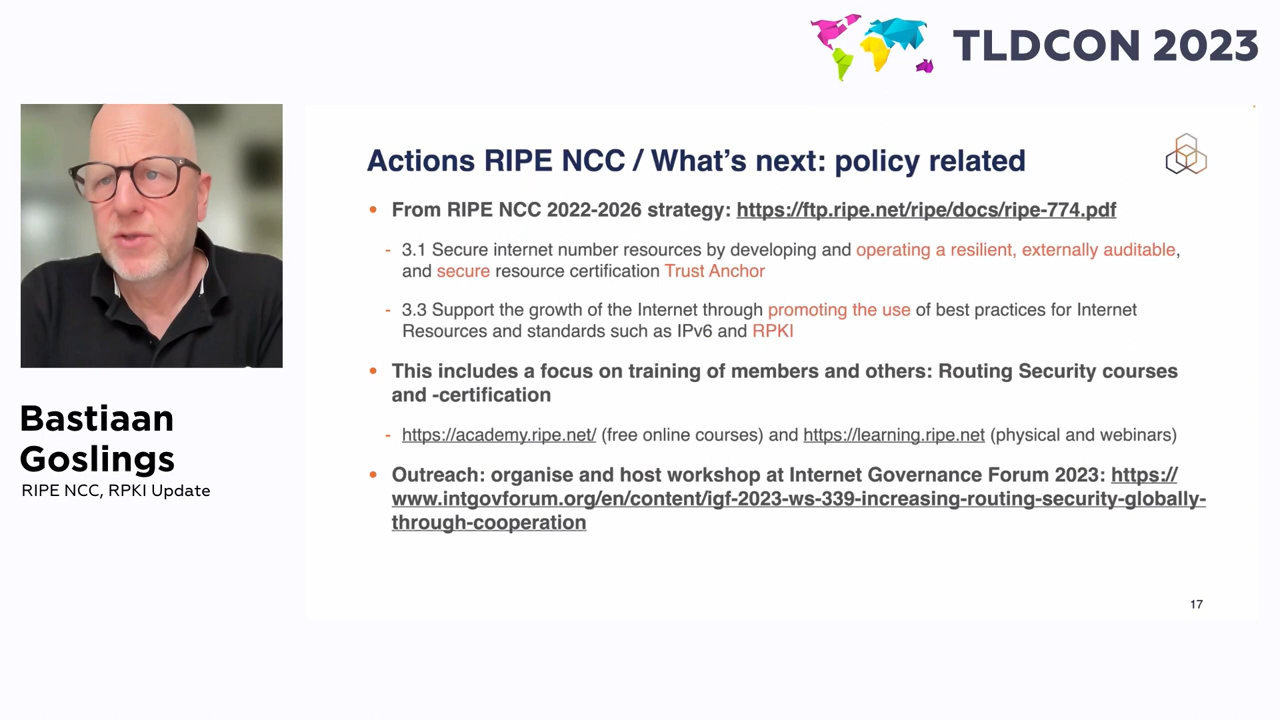 TLDCON 2023
Actions RIPE NCC / What's next: policy related
• From RIPE NCC 2022-2026 strategy: https://ftp.ripe.net/ripe/docs/ripe-774.pdf
- 3.1 Secure internet number resources by developing and operating a resilient, externally auditable,
and secure resource certification Trust Anchor
- 3.3 Support the growth of the Internet through promoting the use of best practices for Internet
Resources and standards such as IPv6 and RPKI
• This includes a focus on training of members and others: Routing Security courses
and -certification
- https://academy.ripe.net/ (free online courses) and https://learning.ripe.net (physical and webinars)
• Outreach: organise and host workshop at Internet Governance Forum 2023: https://
www.intgovforum.org/en/content/igf-2023-ws-339-increasing-routing-security-globally-
through-cooperation
17
Bastiaan
Goslings
RIPE NCC, RPKI Update